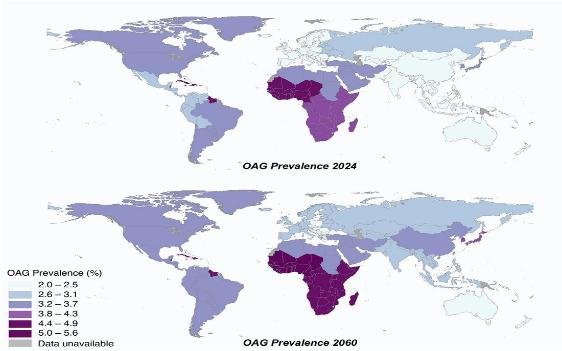 OAG Prevalence 2024
OAG Prevalence (%)
2.0 – 2.5
2.6 – 3.1
3.2 – 3.7
3.8 – 4.3
4.4 – 4.9
5.0 – 5.6
Data unavailable
OAG Prevalence 2060